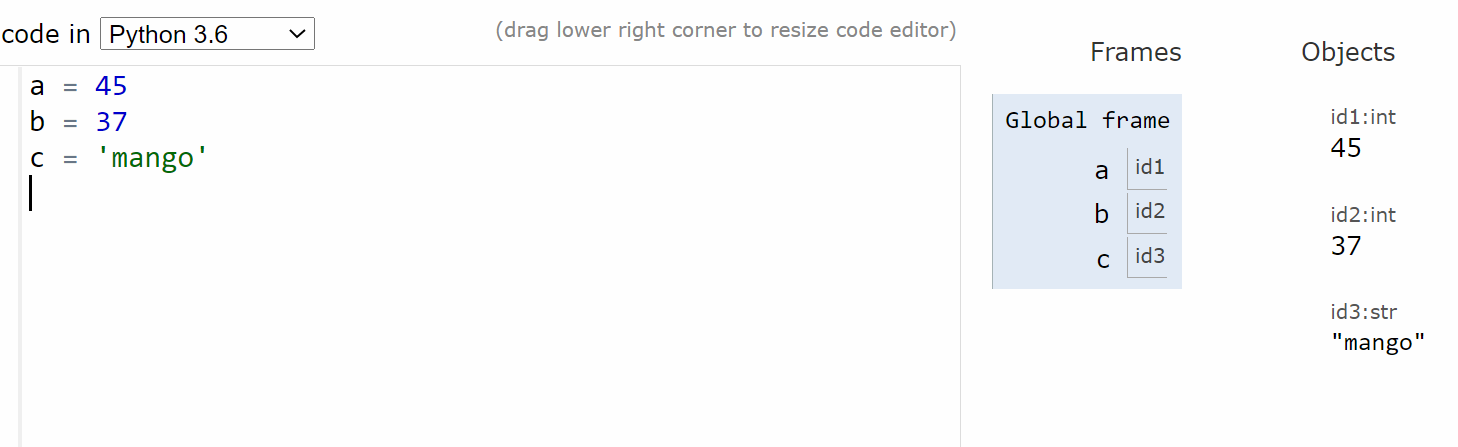 code in Python 3.6
(drag lower right corner to resize code editor)
a = 45
b = 37
c = 'mango'
Frames
Global frame
a id1
b id2
c id3
Objects
id1:int
45
id2:int
37
id3:str
"mango"